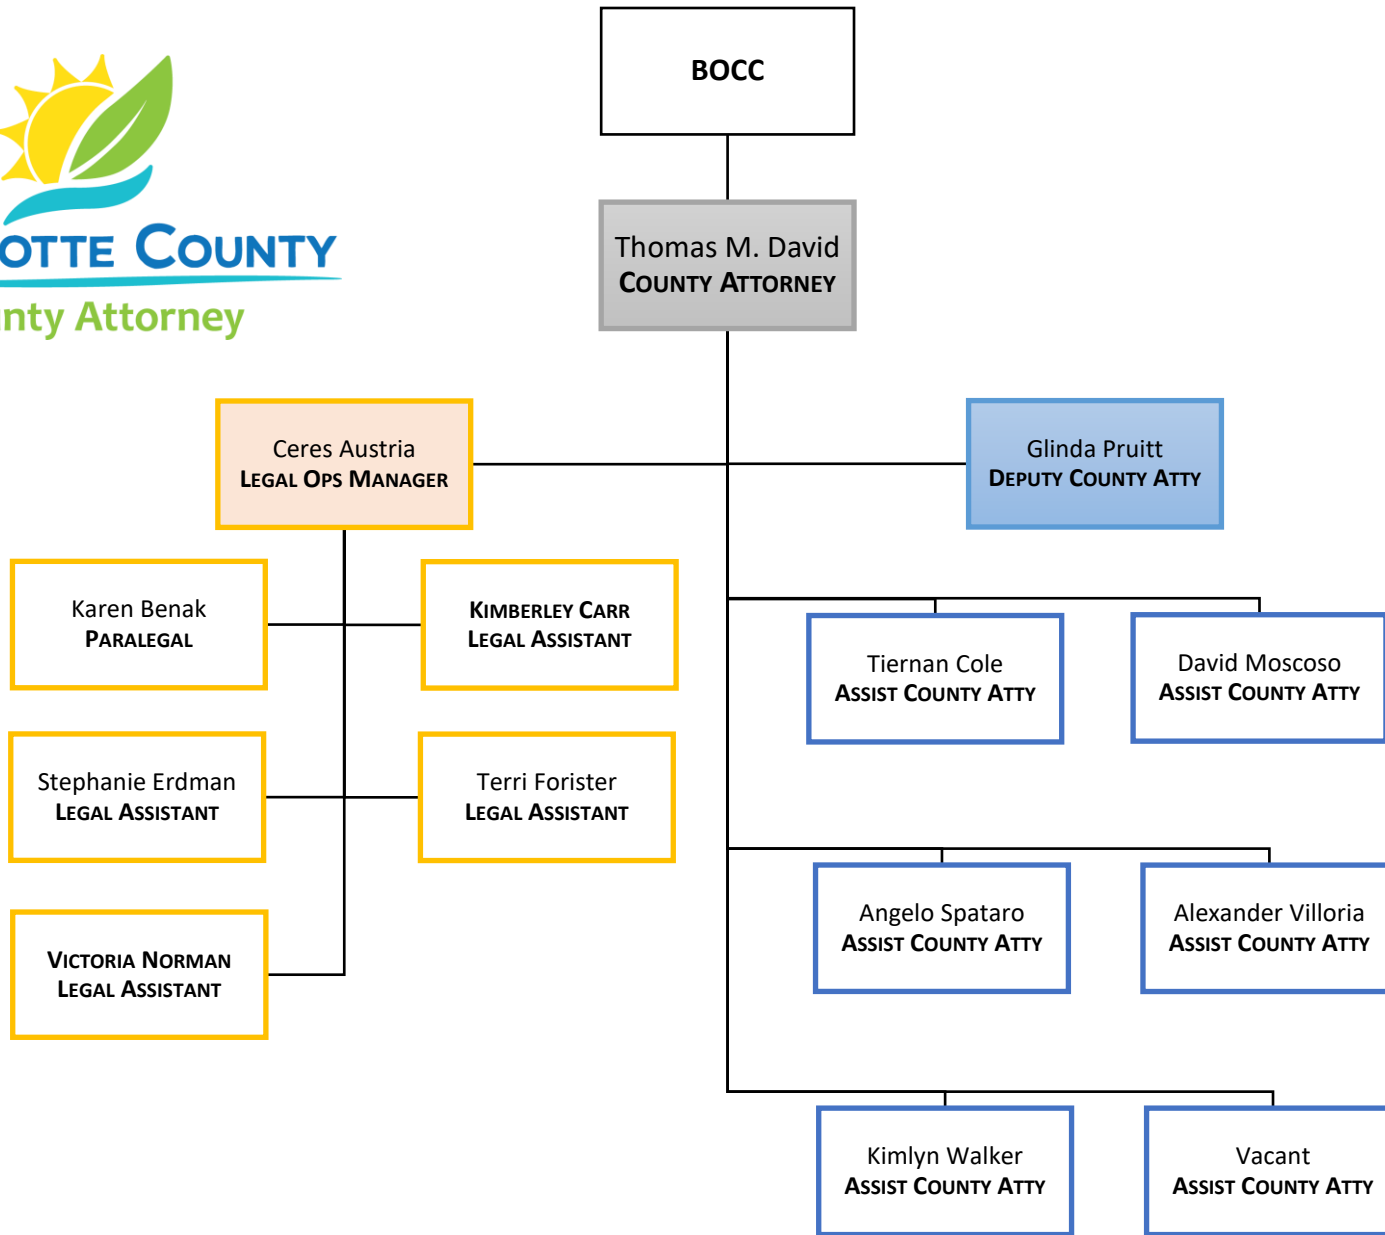 BOCC
OTTE COUNTY
nty Attorney
Thomas M. David
COUNTY ATTORNEY
Ceres Austria
LEGAL OPS MANAGER
Glinda Pruitt
DEPUTY COUNTY ATTY
Karen Benak
PARALEGAL
KIMBERLEY CARR
LEGAL ASSISTANT
Tiernan Cole
ASSIST COUNTY ATTY
David Moscoso
ASSIST COUNTY ATTY
Stephanie Erdman
LEGAL ASSISTANT
Terri Forister
LEGAL ASSISTANT
Angelo Spataro
ASSIST COUNTY ATTY
Alexander Villoria
ASSIST COUNTY ATTY
VICTORIA NORMAN
LEGAL ASSISTANT
Kimlyn Walker
ASSIST COUNTY ATTY
Vacant
ASSIST COUNTY ATTY